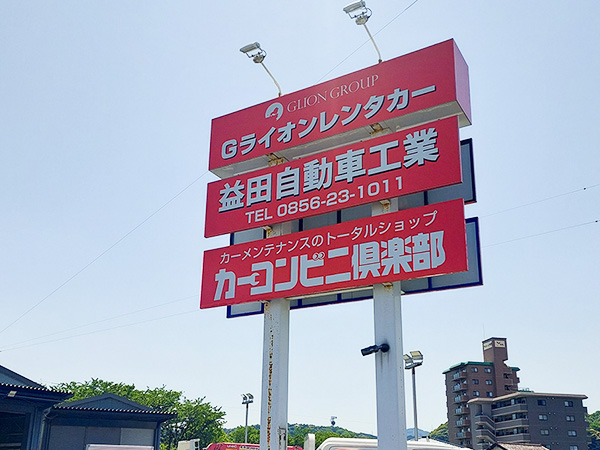 GLION GROUP
Gライオンレンタカー
益田自動車工業
TEL 0856-23-1011
カーメンテナンスのトータルショップ
カーコンビニ倶楽部